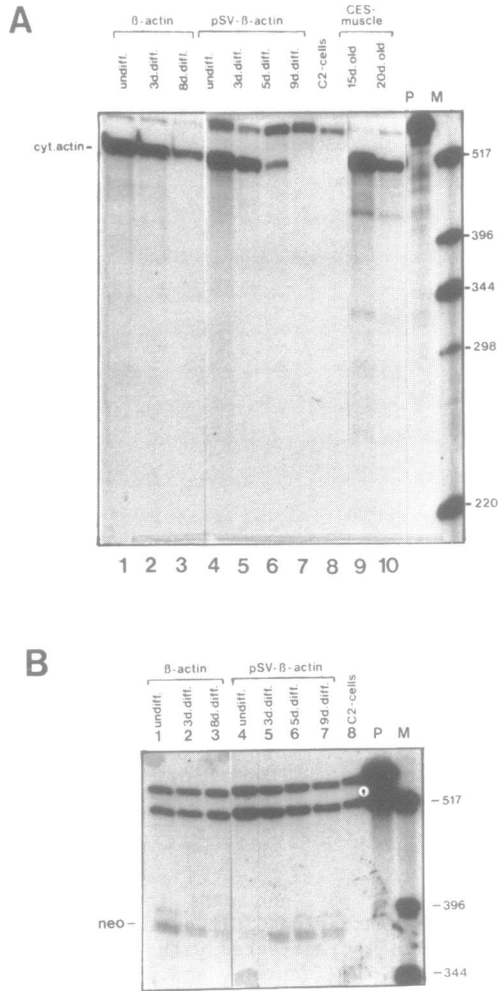 A
ß-actin
pSV-ß-actin
CES-
muscle
undiff.
3d.diff.
8d.diff.
undiff.
3d.diff.
5d.diff.
9d.diff.
C2-cells
15d. old
20d. old
P M
cyt.actin-
-517
-396
-344
-298
-220
1 2 3 4 5 6 7 8 9 10
B
ß-actin
pSV-ß-actin
undiff.
3d.diff.
8d.diff.
undiff.
3d.diff.
5d.diff.
9d.diff.
C2-cells
1 2 3 4 5 6 7 8 P M
-517
-396
neo-
-344